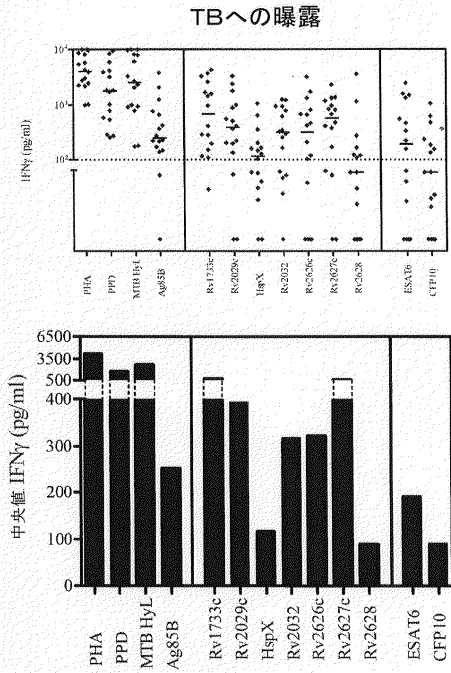 TBへの曝露
IFNγ (pg/ml)
10⁴
10³
10²
PHA
PPD
MTB HyL
Ag85B
Rv1733c
Rv2029c
HspX
Rv2032
Rv2626c
Rv2627c
Rv2628
ESAT6
CFP10
中央値 IFNγ (pg/ml)
6500
3500
500
400
300
200
100
0
PHA
PPD
MTB HyL
Ag85B
Rv1733c
Rv2029c
HspX
Rv2032
Rv2626c
Rv2627c
Rv2628
ESAT6
CFP10